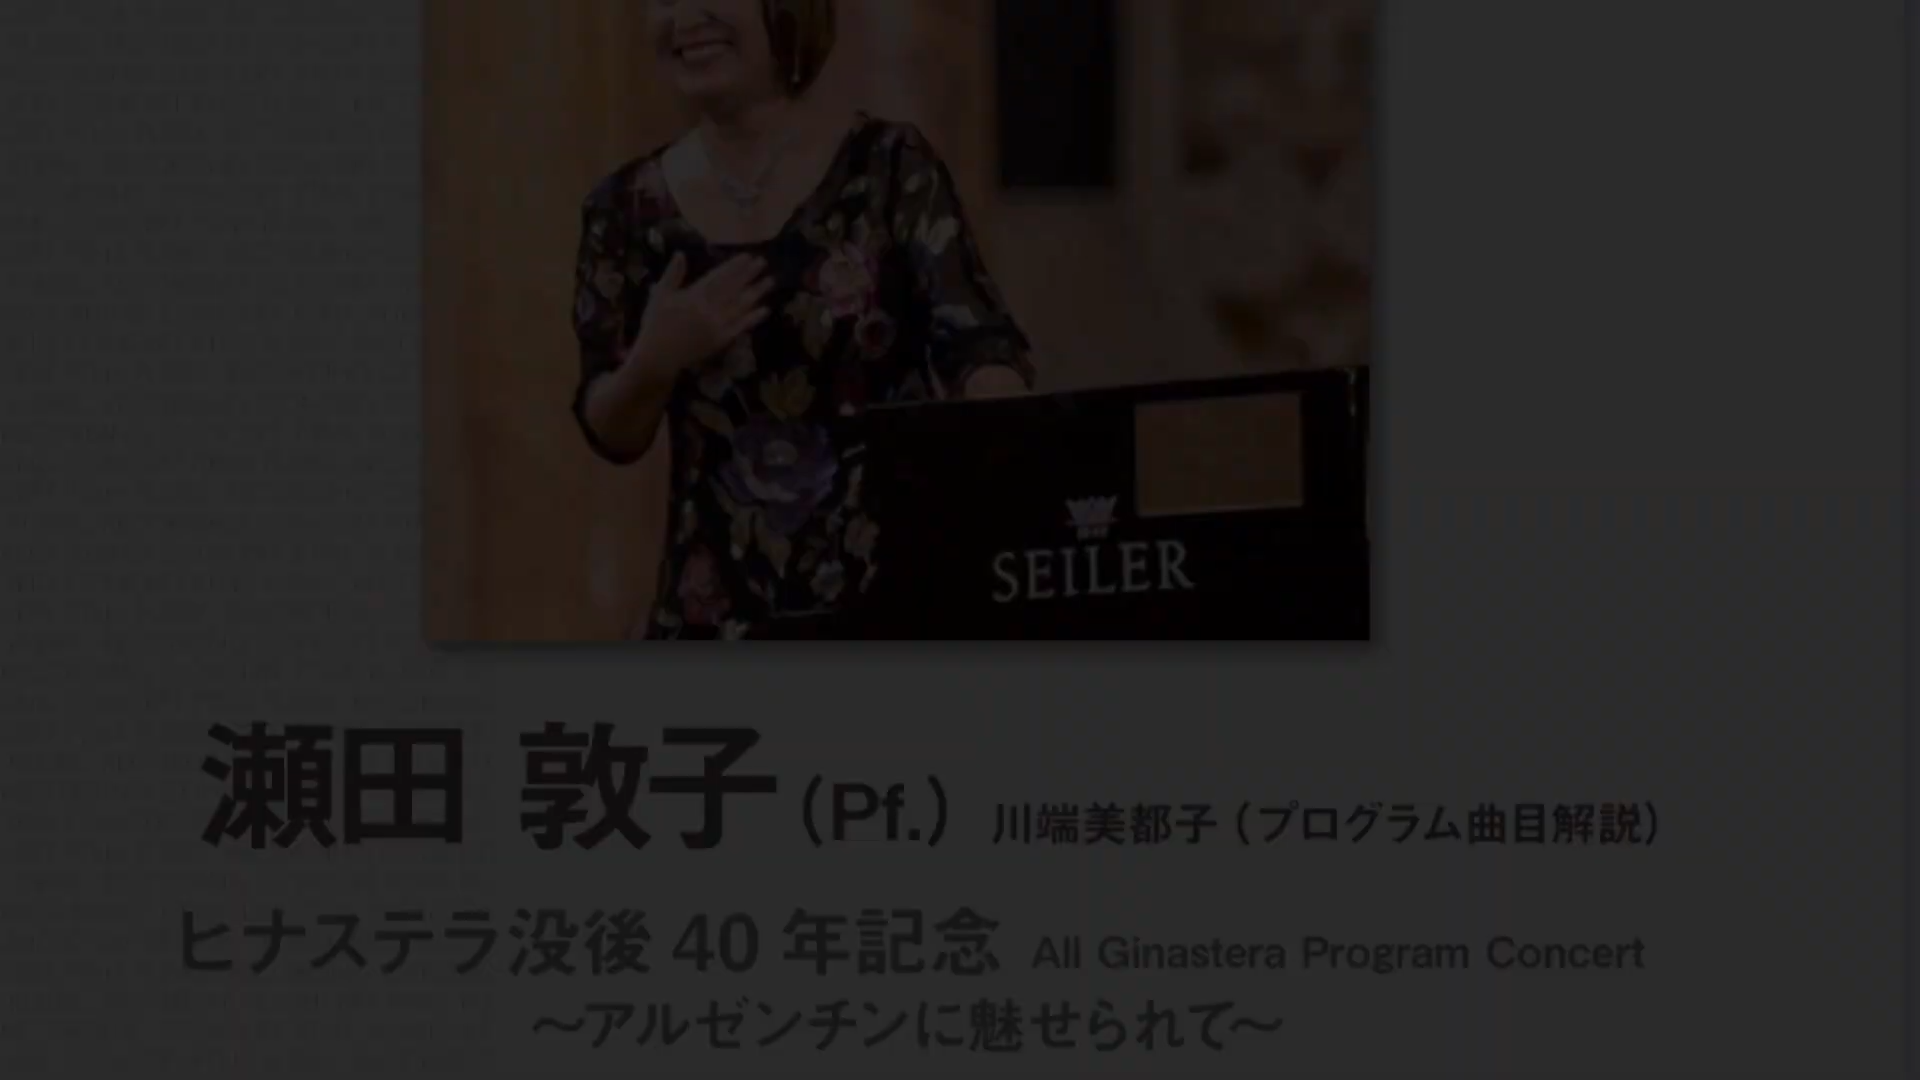 SEILER
瀬田 敦子(Pf.) 川端美都子(プログラム曲目解説)
ヒナステラ没後 40 年記念 All Ginastera Program Concert
〜アルゼンチンに魅せられて〜